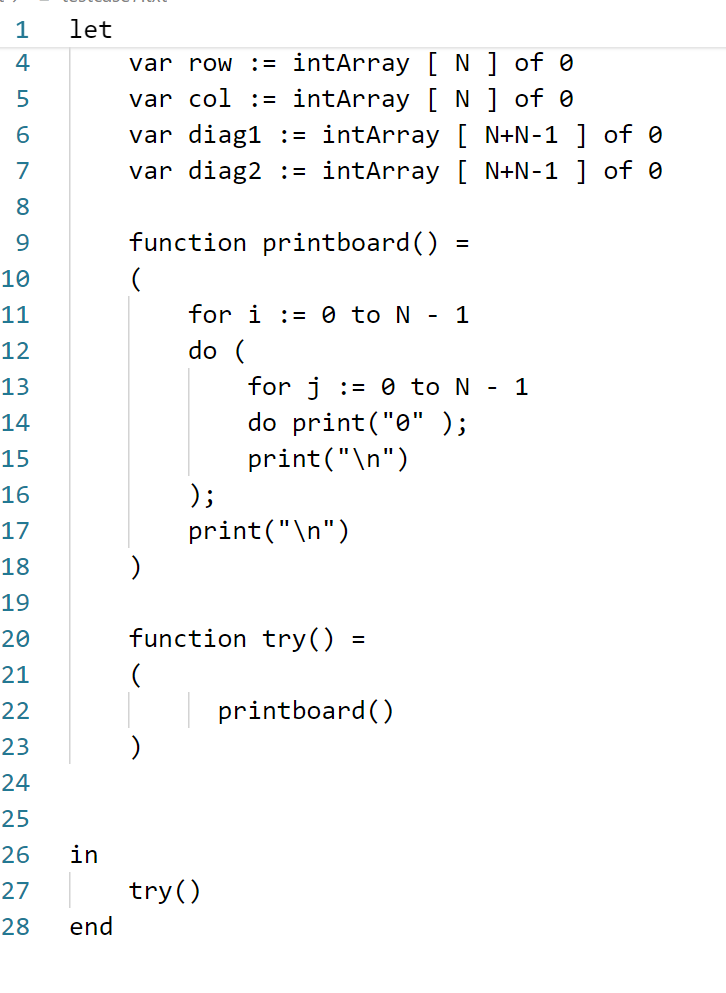 1 let
4 var row := intArray [ N ] of 0
5 var col := intArray [ N ] of 0
6 var diag1 := intArray [ N+N-1 ] of 0
7 var diag2 := intArray [ N+N-1 ] of 0
8
9 function printboard() =
10 (
11 for i := 0 to N - 1
12 do (
13 for j := 0 to N - 1
14 do print("0" );
15 print("\n")
16 );
17 print("\n")
18 )
19
20 function try() =
21 (
22 printboard()
23 )
24
25
26 in
27 try()
28 end